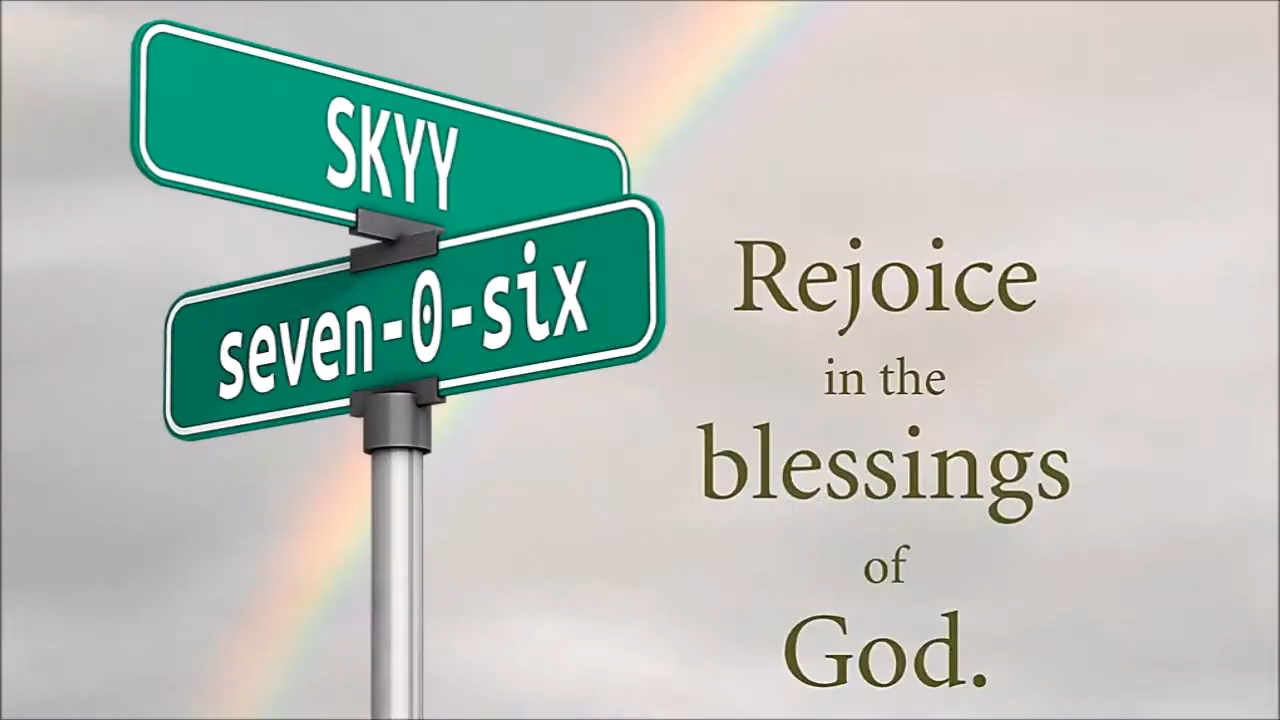 SKYY
seven-0-six
Rejoice
in the
blessings
of
God.